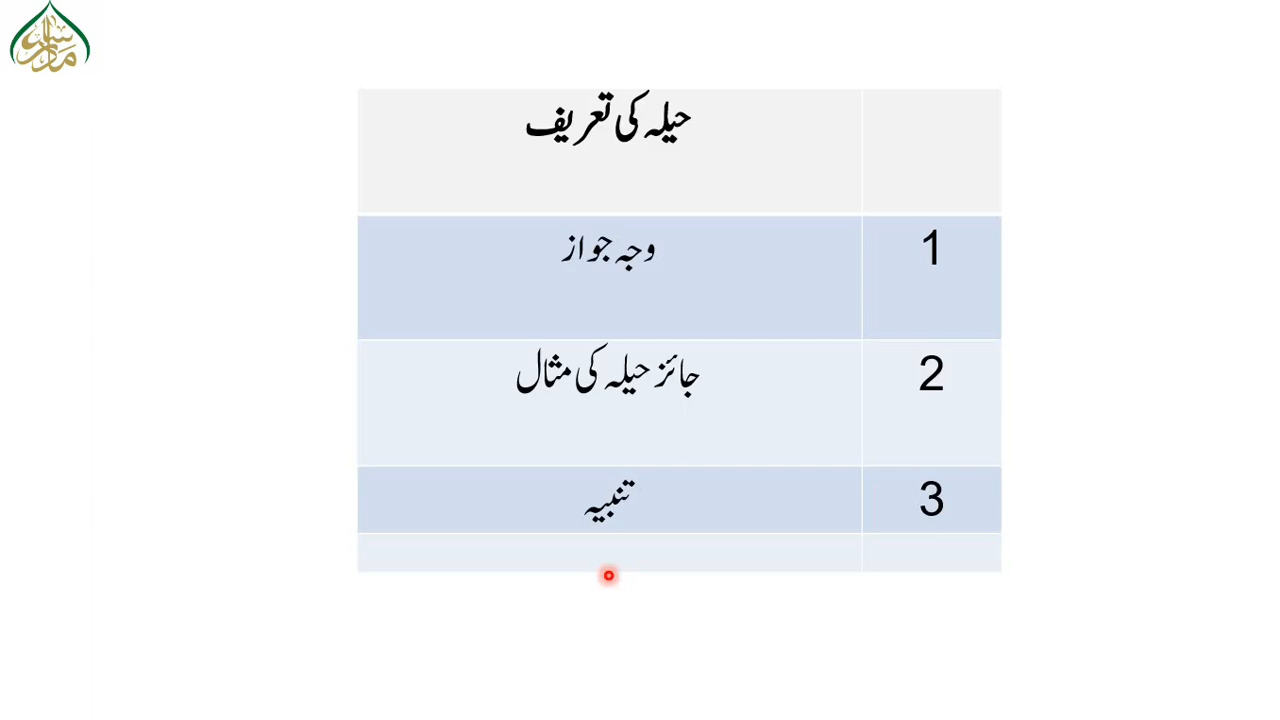 حیلہ کی تعریف
1 وجہ جواز
2 جائز حیلہ کی مثال
3 تنبیہ